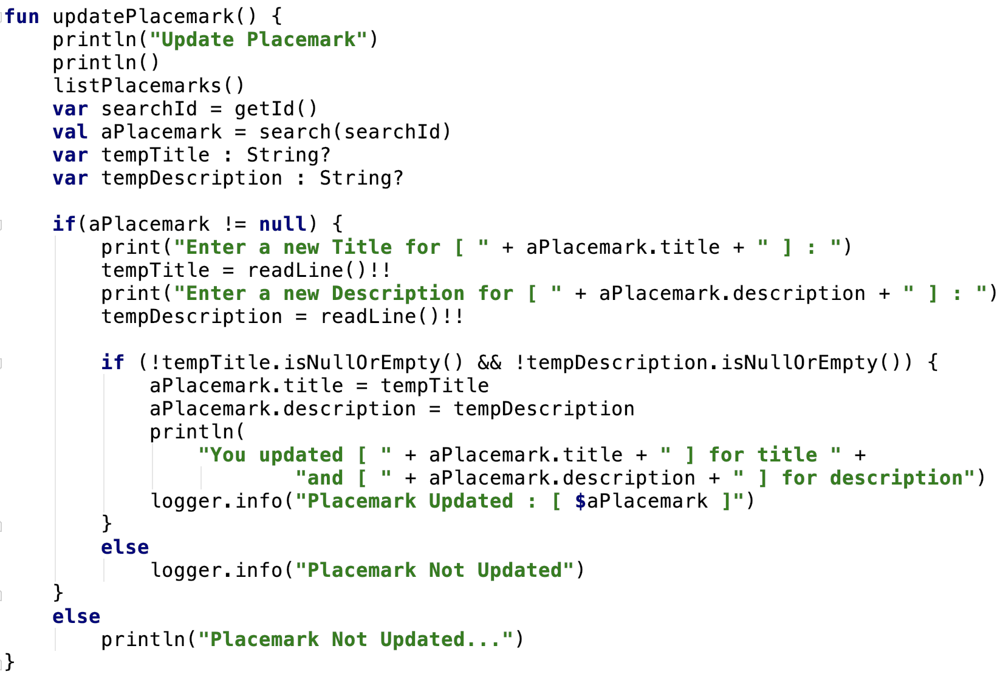 fun updatePlacemark() {
    println("Update Placemark")
    println()
    listPlacemarks()
    var searchId = getId()
    val aPlacemark = search(searchId)
    var tempTitle : String?
    var tempDescription : String?

    if(aPlacemark != null) {
        print("Enter a new Title for [ " + aPlacemark.title + " ] : ")
        tempTitle = readLine()!!
        print("Enter a new Description for [ " + aPlacemark.description + " ] : ")
        tempDescription = readLine()!!

        if (!tempTitle.isNullOrEmpty() && !tempDescription.isNullOrEmpty()) {
            aPlacemark.title = tempTitle
            aPlacemark.description = tempDescription
            println(
                "You updated [ " + aPlacemark.title + " ] for title " +
                        "and [ " + aPlacemark.description + " ] for description")
            logger.info("Placemark Updated : [ $aPlacemark ]")
        }
        else
            logger.info("Placemark Not Updated")
    }
    else
        println("Placemark Not Updated...")
}